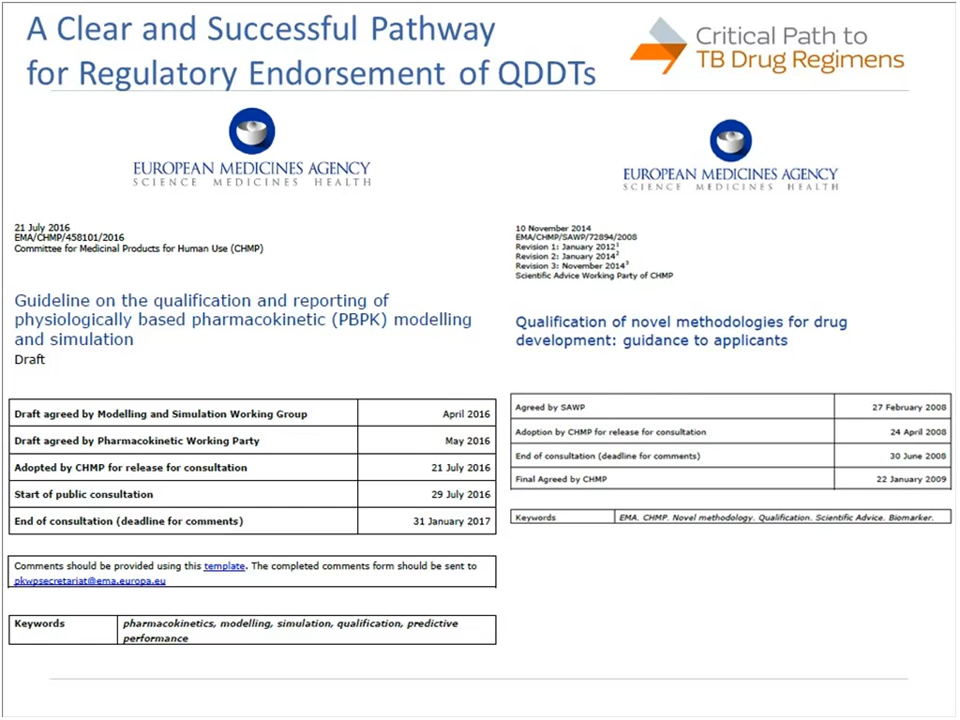 A Clear and Successful Pathway
for Regulatory Endorsement of QDDTs
Critical Path to
TB Drug Regimens
EUROPEAN MEDICINES AGENCY
SCIENCE MEDICINES HEALTH
21 July 2016
EMA/CHMP/458101/2016
Committee for Medicinal Products for Human Use (CHMP)
Guideline on the qualification and reporting of
physiologically based pharmacokinetic (PBPK) modelling
and simulation
Draft
Draft agreed by Modelling and Simulation Working Group April 2016
Draft agreed by Pharmacokinetic Working Party May 2016
Adopted by CHMP for release for consultation 21 July 2016
Start of public consultation 29 July 2016
End of consultation (deadline for comments) 31 January 2017
Comments should be provided using this template. The completed comments form should be sent to
pkwpsecretariat@ema.europa.eu
Keywords pharmacokinetics, modelling, simulation, qualification, predictive
performance
EUROPEAN MEDICINES AGENCY
SCIENCE MEDICINES HEALTH
10 November 2014
EMA/CHMP/SAWP/72894/2008
Revision 1: January 2012¹
Revision 2: January 2014²
Revision 3: November 2014³
Scientific Advice Working Party of CHMP
Qualification of novel methodologies for drug
development: guidance to applicants
Agreed by SAWP 27 February 2008
Adoption by CHMP for release for consultation 24 April 2008
End of consultation (deadline for comments) 30 June 2008
Final Agreed by CHMP 22 January 2009
Keywords EMA. CHMP. Novel methodology. Qualification. Scientific Advice. Biomarker.